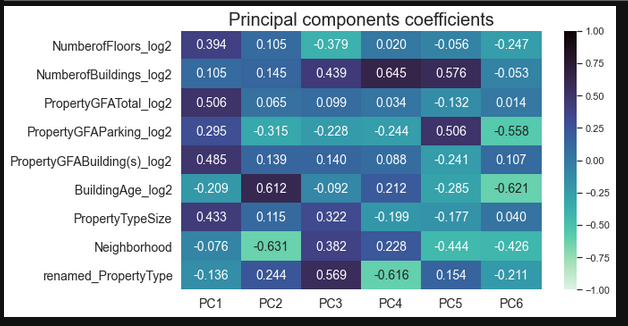 Principal components coefficients
NumberofFloors_log2 0.394 0.105 -0.379 0.020 -0.056 -0.247
NumberofBuildings_log2 0.105 0.145 0.439 0.645 0.576 -0.053
PropertyGFATotal_log2 0.506 0.065 0.099 0.034 -0.132 0.014
PropertyGFAParking_log2 0.295 -0.315 -0.228 -0.244 0.506 -0.558
PropertyGFABuilding(s)_log2 0.485 0.139 0.140 0.088 -0.241 0.107
BuildingAge_log2 -0.209 0.612 -0.092 0.212 -0.285 -0.621
PropertyTypeSize 0.433 0.115 0.322 -0.199 -0.177 0.040
Neighborhood -0.076 -0.631 0.382 0.228 -0.444 -0.426
renamed_PropertyType -0.136 0.244 0.569 -0.616 0.154 -0.211
PC1 PC2 PC3 PC4 PC5 PC6
1.00
0.75
0.50
0.25
0.00
-0.25
-0.50
-0.75
-1.00